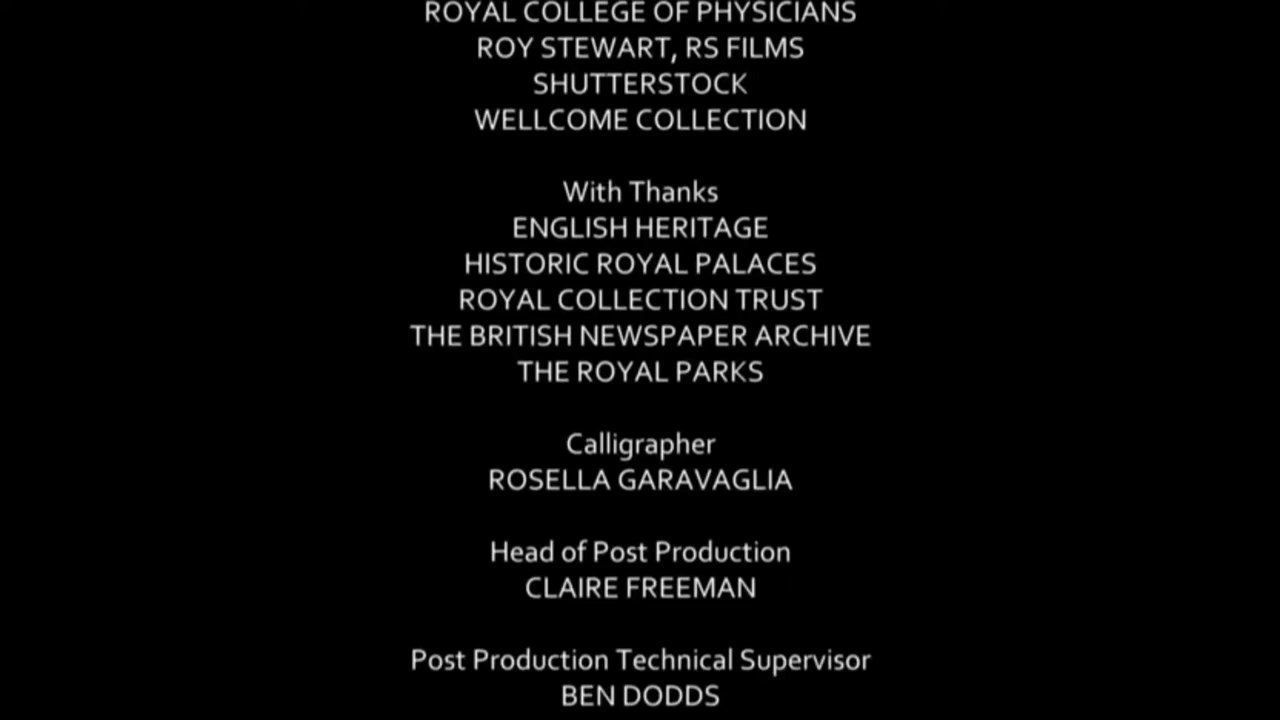 ROYAL COLLEGE OF PHYSICIANS
ROY STEWART, RS FILMS
SHUTTERSTOCK
WELLCOME COLLECTION
With Thanks
ENGLISH HERITAGE
HISTORIC ROYAL PALACES
ROYAL COLLECTION TRUST
THE BRITISH NEWSPAPER ARCHIVE
THE ROYAL PARKS
Calligrapher
ROSELLA GARAVAGLIA
Head of Post Production
CLAIRE FREEMAN
Post Production Technical Supervisor
BEN DODDS